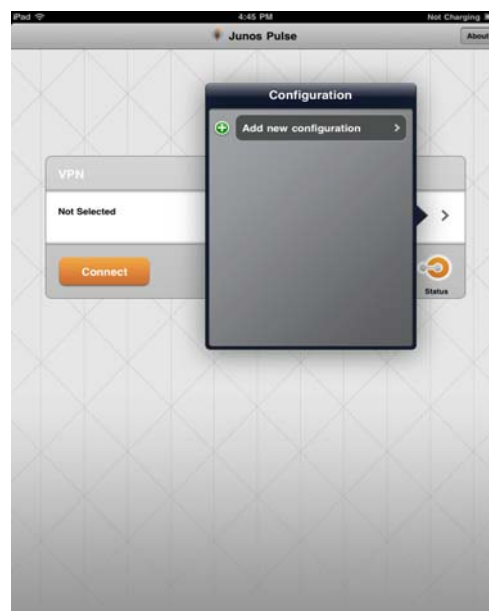 iPad 4:45 PM Not Charging
Junos Pulse About
Configuration
Add new configuration
VPN
Not Selected
Connect
Status